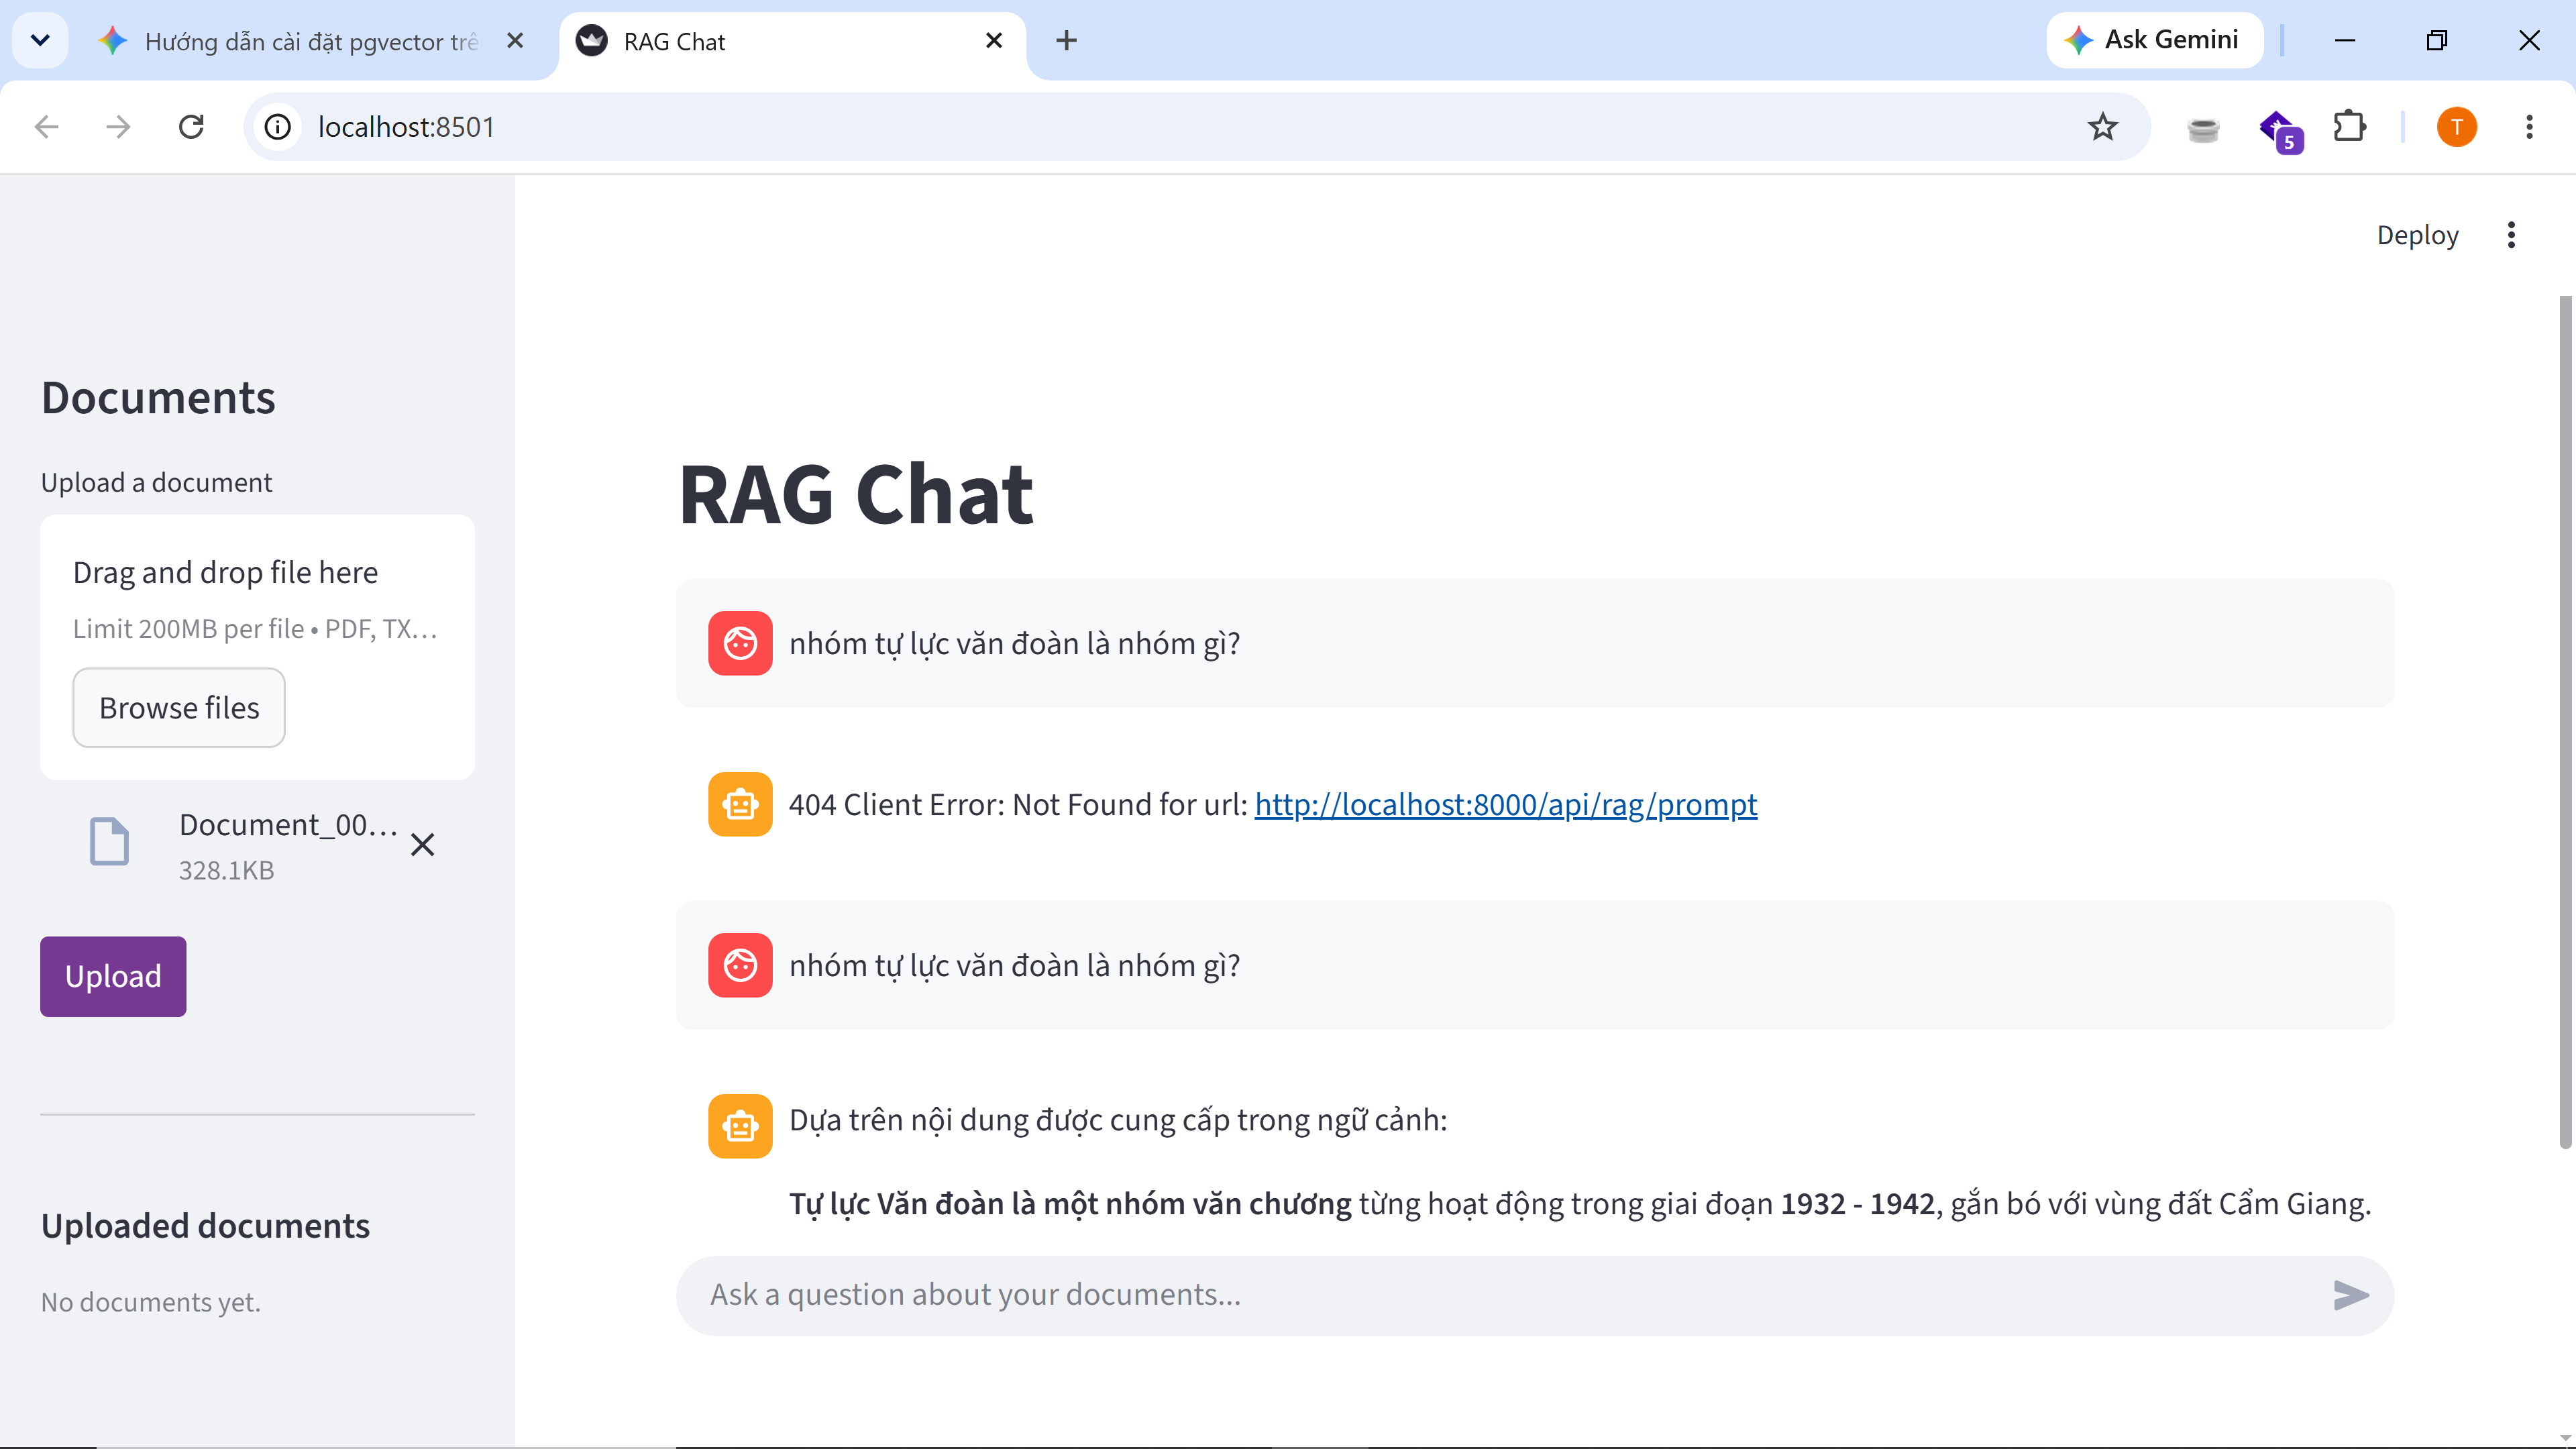 Hướng dẫn cài đặt pgvector trê
RAG Chat
Ask Gemini
localhost:8501
5
T
Deploy
Documents
Upload a document
Drag and drop file here
Limit 200MB per file • PDF, TX...
Browse files
Document_00...
328.1KB
Upload
Uploaded documents
No documents yet.
RAG Chat
nhóm tự lực văn đoàn là nhóm gì?
404 Client Error: Not Found for url: http://localhost:8000/api/rag/prompt
nhóm tự lực văn đoàn là nhóm gì?
Dựa trên nội dung được cung cấp trong ngữ cảnh:
Tự lực Văn đoàn là một nhóm văn chương từng hoạt động trong giai đoạn 1932 - 1942, gắn bó với vùng đất Cẩm Giang.
Ask a question about your documents...